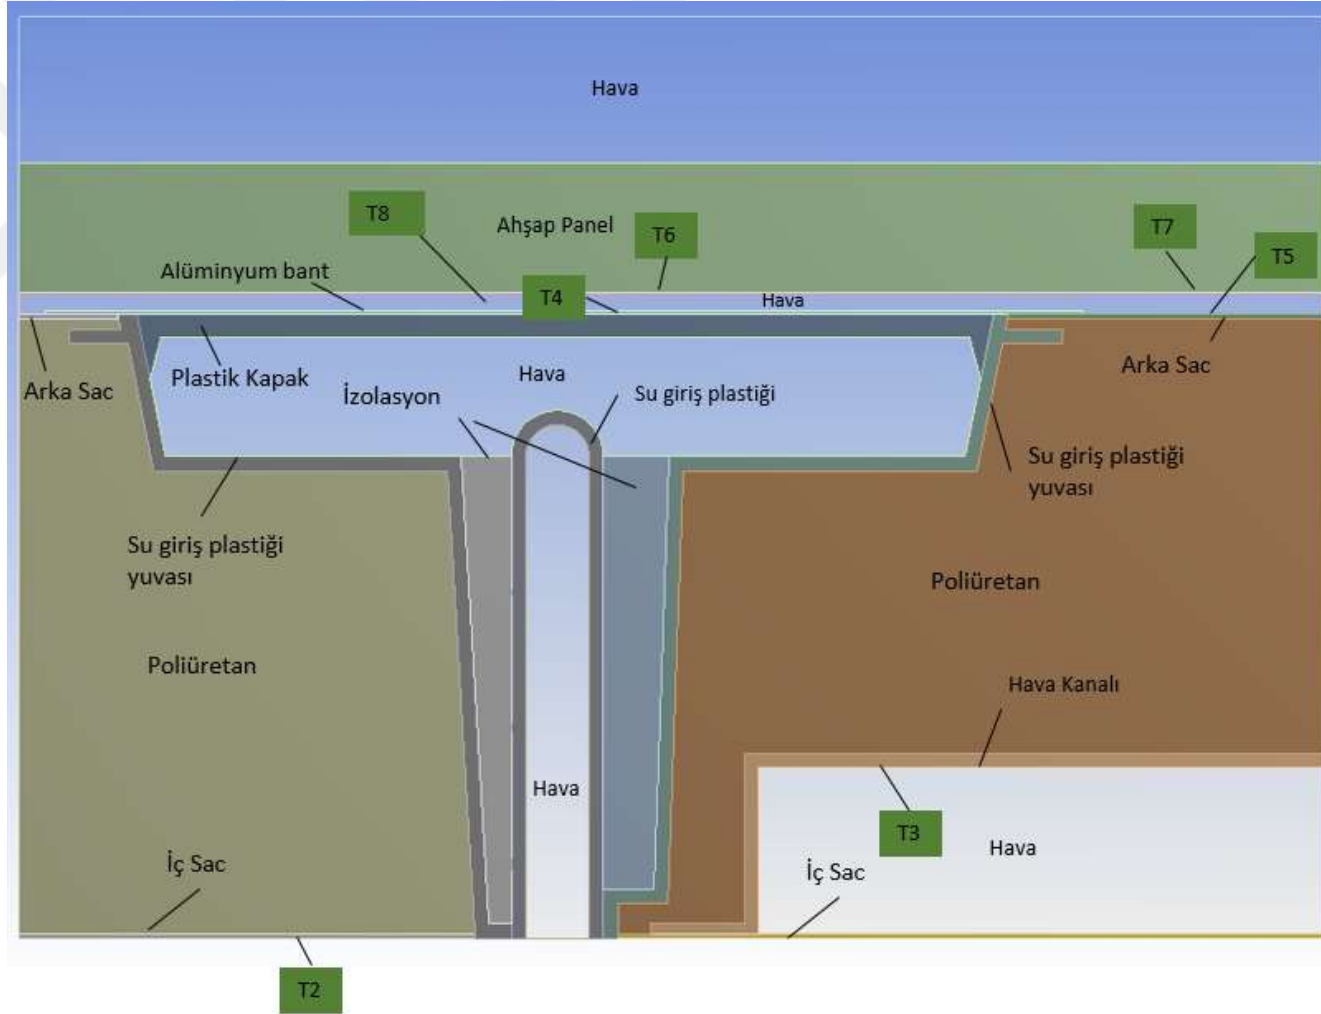 Hava
T8
Ahşap Panel
T6
T7
T5
Alüminyum bant
T4
Hava
Arka Sac
Plastik Kapak
Hava
İzolasyon
Su giriş plastiği
Arka Sac
Su giriş plastiği
yuvası
Su giriş plastiği
yuvası
Poliüretan
Poliüretan
Hava Kanalı
Hava
T3
Hava
İç Sac
İç Sac
T2